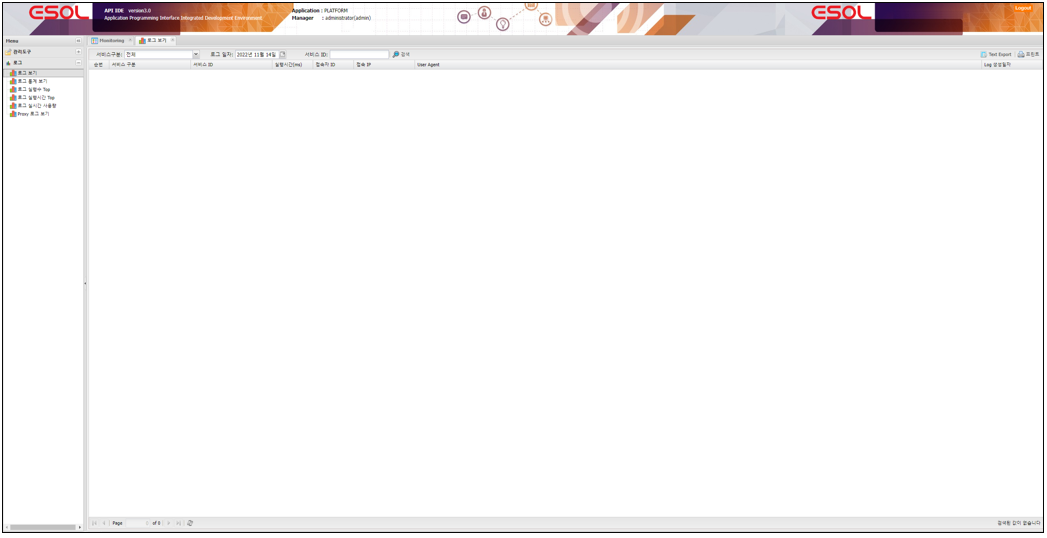 ESOL
API IDE version3.0
Application Programming Interface Integrated Development Environment
Application : PLATFORM
Manager : administrator(admin)
ESOL
Logout
Menu
Monitoring
로그 보기
관리도구
로그
로그 보기
로그 통계 보기
로그 실행수 Top
로그 실행시간 Top
로그 실시간 사용량
Proxy 로그 보기
서비스구분: 전체
로그 일자: 2022년 11월 14일
서비스 ID:
검색
Text Export
프린트
순번 서비스 구분 서비스 ID 실행시간(ms) 접속자 ID 접속 IP User Agent Log 생성일자
Page of 0
검색된 값이 없습니다